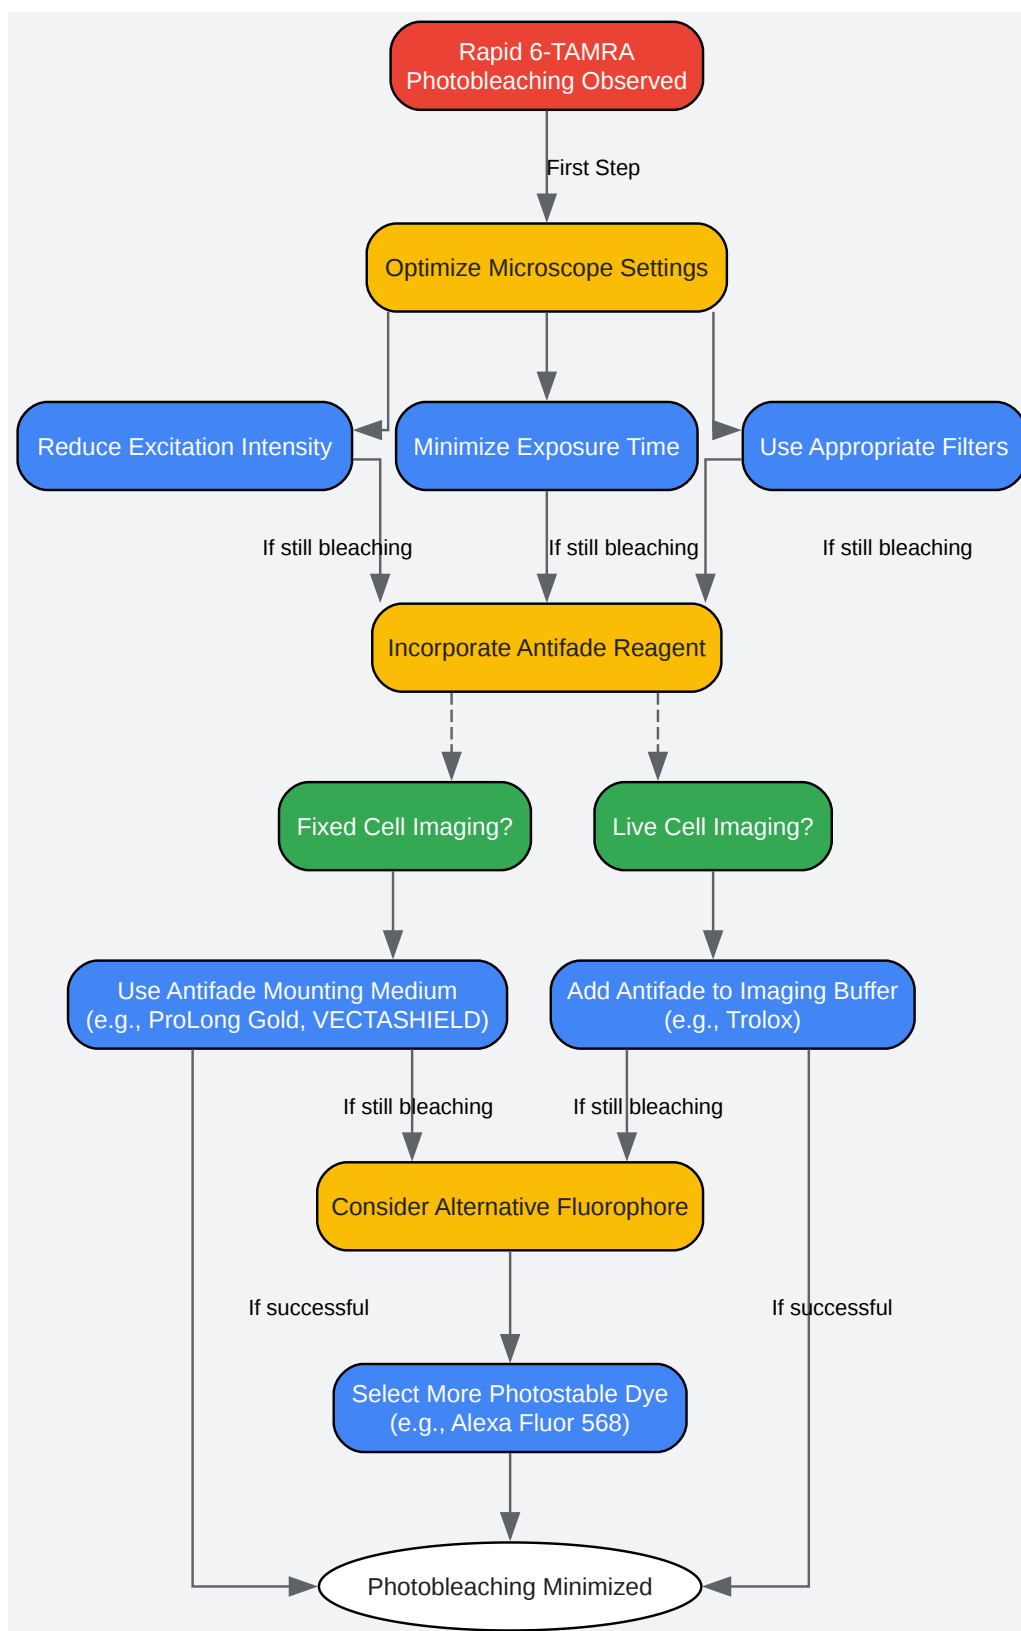 Rapid 6-TAMRA
Photobleaching Observed
First Step
Optimize Microscope Settings
Reduce Excitation Intensity
Minimize Exposure Time
Use Appropriate Filters
If still bleaching
If still bleaching
If still bleaching
Incorporate Antifade Reagent
Fixed Cell Imaging?
Live Cell Imaging?
Use Antifade Mounting Medium
(e.g., ProLong Gold, VECTASHIELD)
Add Antifade to Imaging Buffer
(e.g., Trolox)
If still bleaching
If still bleaching
Consider Alternative Fluorophore
If successful
If successful
Select More Photostable Dye
(e.g., Alexa Fluor 568)
Photobleaching Minimized